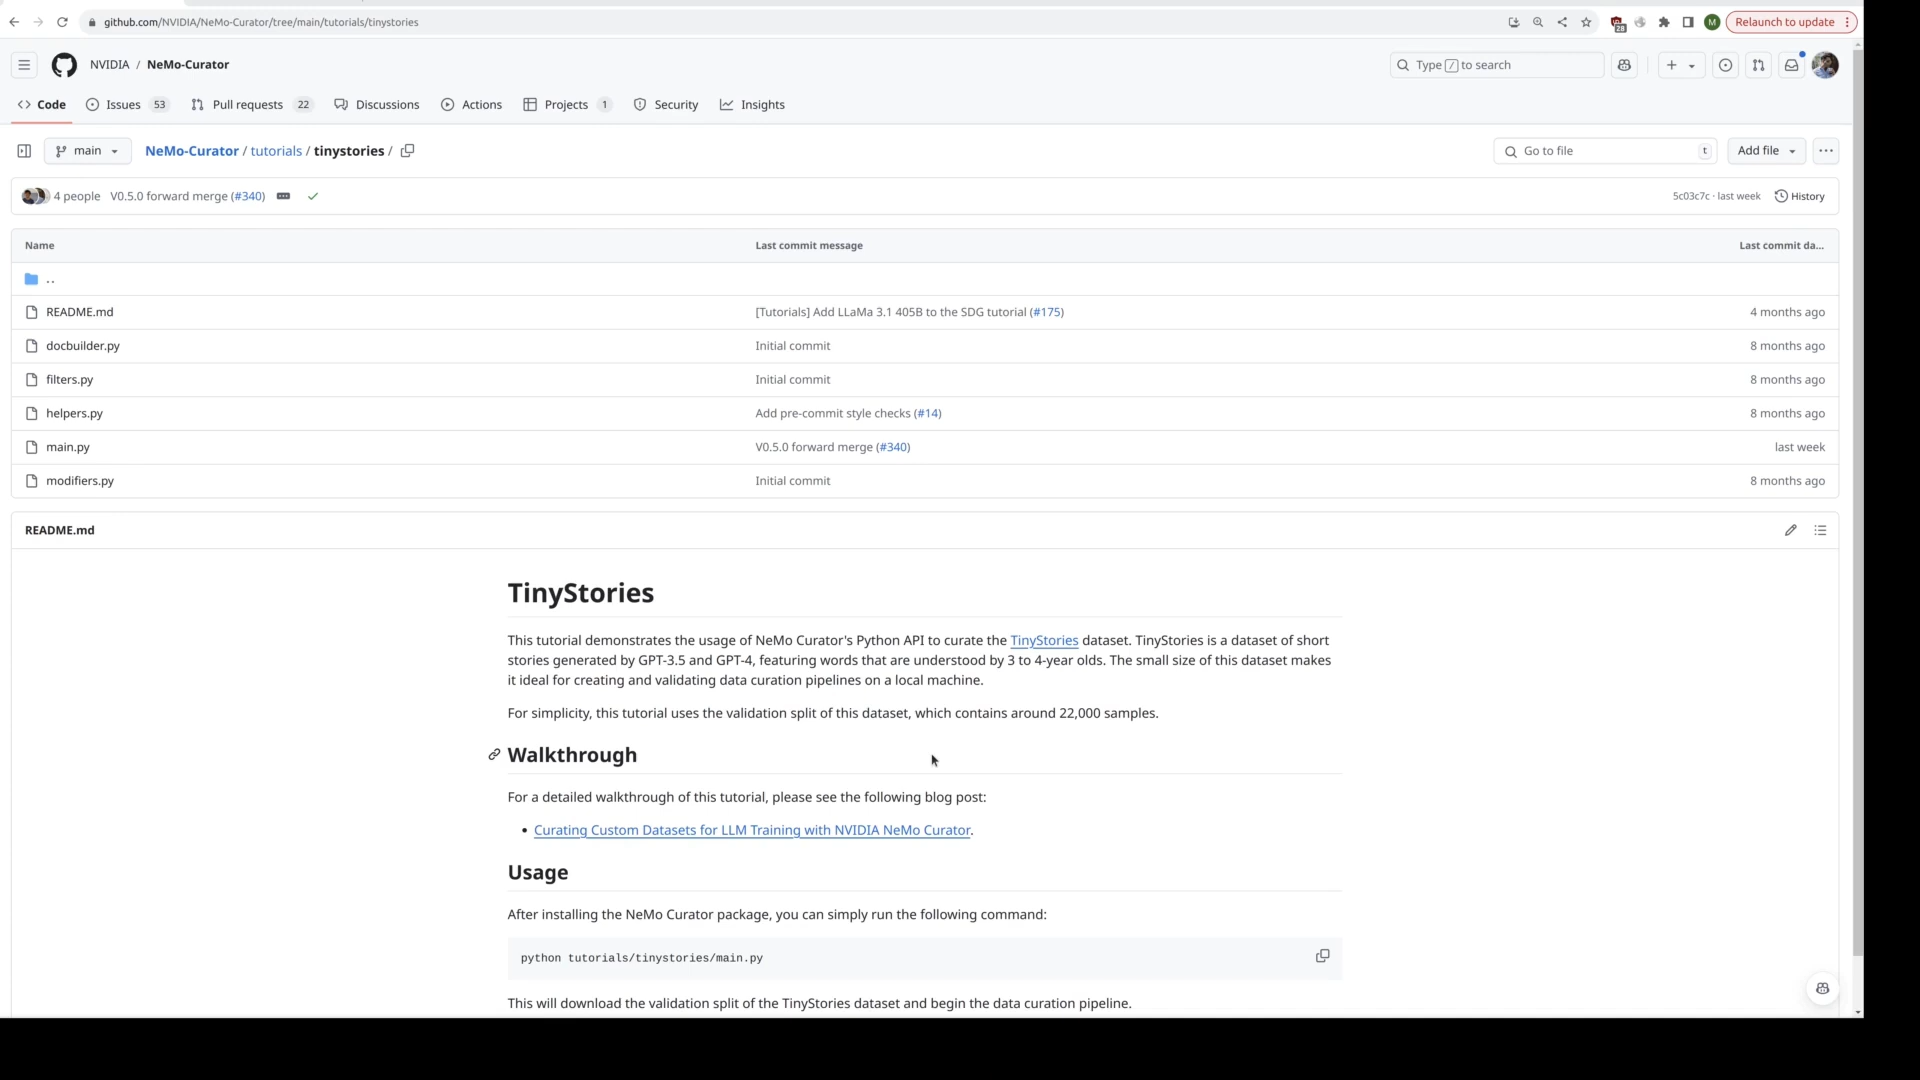 github.com/NVIDIA/NeMo-Curator/tree/main/tutorials/tinystories
28
M
Relaunch to update
NVIDIA / NeMo-Curator
Type / to search
Code
Issues 53
Pull requests 22
Discussions
Actions
Projects 1
Security
Insights
main
NeMo-Curator / tutorials / tinystories /
Go to file t
Add file
4 people V0.5.0 forward merge (#340)
5c03c7c · last week
History
Name Last commit message Last commit da...
..
README.md [Tutorials] Add LLaMa 3.1 405B to the SDG tutorial (#175) 4 months ago
docbuilder.py Initial commit 8 months ago
filters.py Initial commit 8 months ago
helpers.py Add pre-commit style checks (#14) 8 months ago
main.py V0.5.0 forward merge (#340) last week
modifiers.py Initial commit 8 months ago
README.md
TinyStories
This tutorial demonstrates the usage of NeMo Curator's Python API to curate the TinyStories dataset. TinyStories is a dataset of short
stories generated by GPT-3.5 and GPT-4, featuring words that are understood by 3 to 4-year olds. The small size of this dataset makes
it ideal for creating and validating data curation pipelines on a local machine.
For simplicity, this tutorial uses the validation split of this dataset, which contains around 22,000 samples.
Walkthrough
For a detailed walkthrough of this tutorial, please see the following blog post:
• Curating Custom Datasets for LLM Training with NVIDIA NeMo Curator.
Usage
After installing the NeMo Curator package, you can simply run the following command:
python tutorials/tinystories/main.py
This will download the validation split of the TinyStories dataset and begin the data curation pipeline.